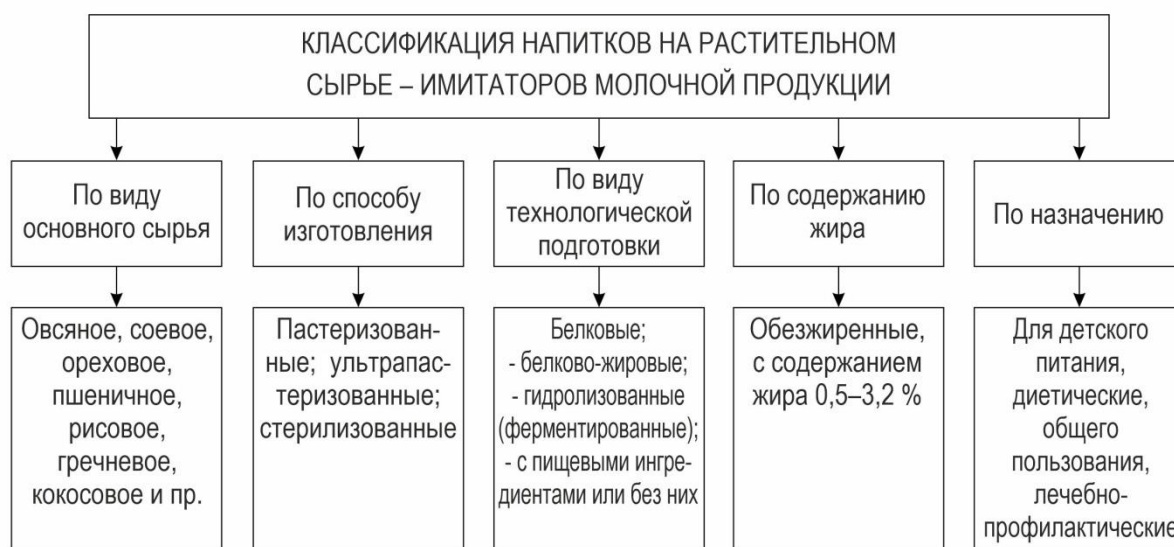 КЛАССИФИКАЦИЯ НАПИТКОВ НА РАСТИТЕЛЬНОМ
СЫРЬЕ – ИМИТАТОРОВ МОЛОЧНОЙ ПРОДУКЦИИ
По виду
основного сырья
По способу
изготовления
По виду
технологической
подготовки
По содержанию
жира
По назначению
Овсяное, соевое,
ореховое,
пшеничное,
рисовое,
гречневое,
кокосовое и пр.
Пастеризован-
ные; ультрапас-
теризованные;
стерилизованные
Белковые;
- белково-жировые;
- гидролизованные
(ферментированные);
- с пищевыми ингре-
диентами или без них
Обезжиренные,
с содержанием
жира 0,5–3,2 %
Для детского
питания,
диетические,
общего
пользования,
лечебно-
профилактические